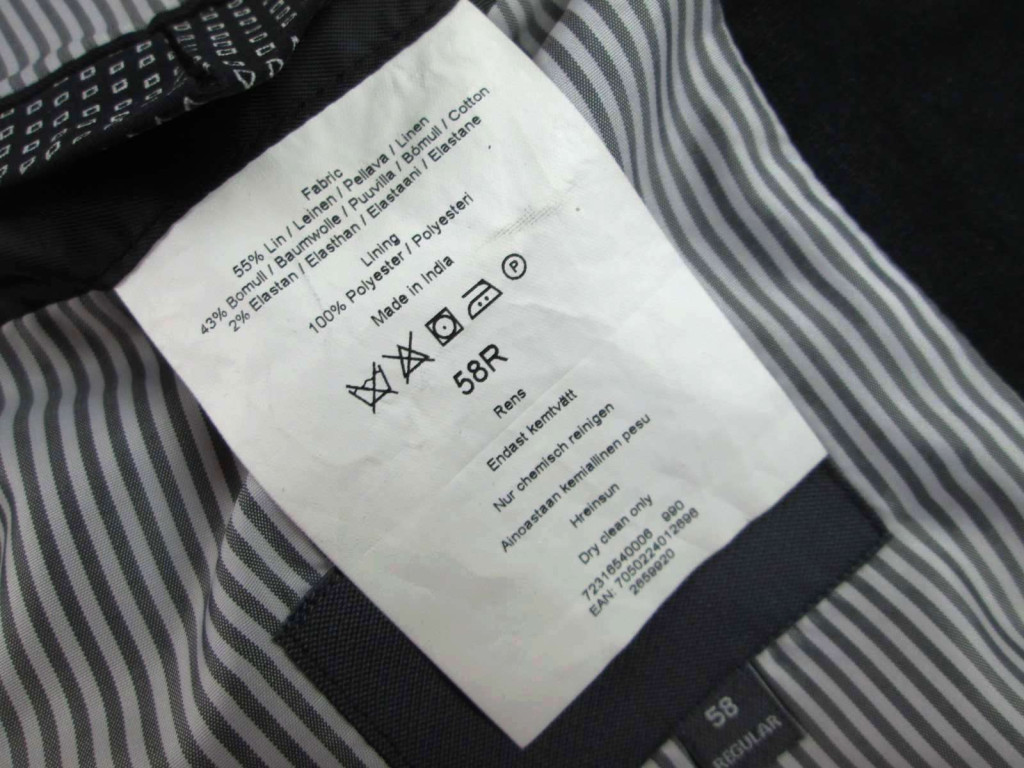 Fabric
55% Lin / Leinen / Pellava / Linen
43% Bomull / Baumwolle / Puuvilla / Bómull / Cotton
2% Elastan / Elasthan / Elastaani / Elastane
Lining
100% Polyester / Polyesteri
Made in India
P
58R
Rens
Endast kemtvätt
Nur chemisch reinigen
Ainoastaan kemiallinen pesu
Hreinsun
Dry clean only
72316540006 990
EAN: 7050224012698
2659920
58
REGULAR